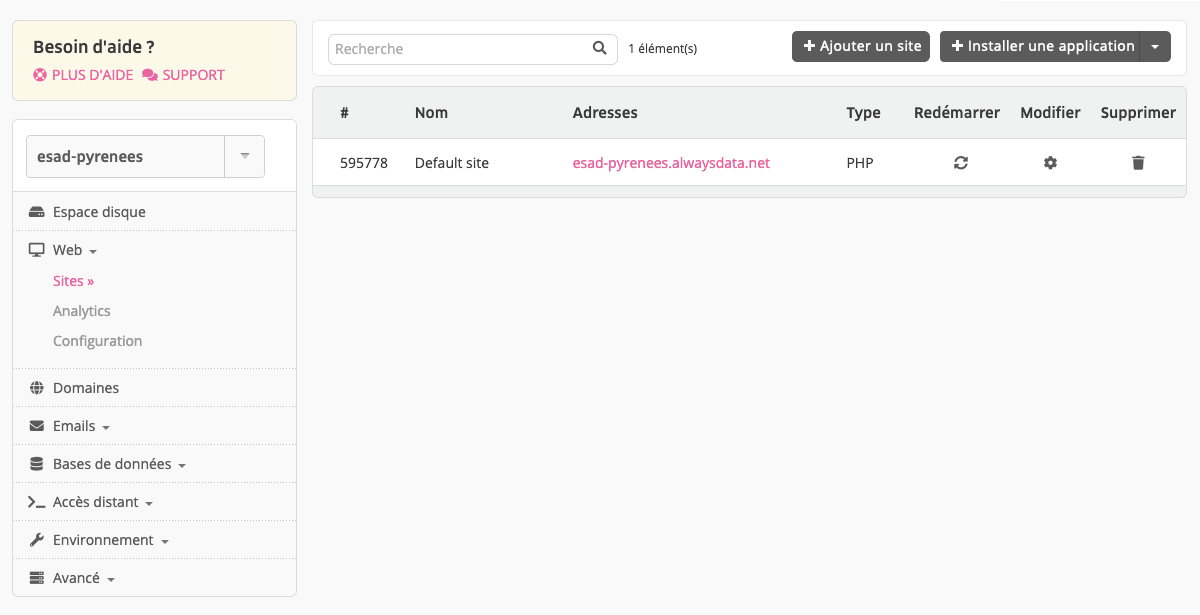 Besoin d'aide ?
PLUS D'AIDE SUPPORT
esad-pyrenees
Espace disque
Web
Sites »
Analytics
Configuration
Domaines
Emails
Bases de données
Accès distant
Environnement
Avancé
Recherche 1 élément(s) + Ajouter un site + Installer une application
# Nom Adresses Type Redémarrer Modifier Supprimer
595778 Default site esad-pyrenees.alwaysdata.net PHP